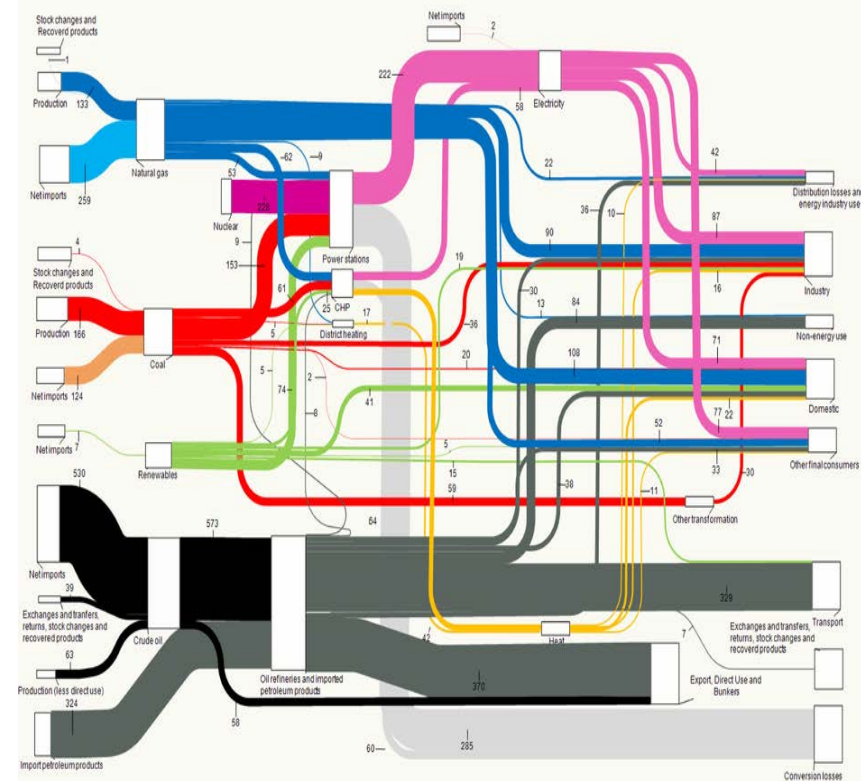 Stock changes and
Recoverd products
1
Production
133
Net imports
259
Natural gas
Net imports
2
222
58
Electricity
62
9
53
Nuclear
228
Power stations
9
153
Stock changes and
Recoverd products
4
Production
166
Net imports
124
Coal
61
25
CHP
17
District heating
5
5
74
2
8
Net imports
7
Renewables
36
10
22
42
Distribution losses and
energy industry use
90
87
19
16
Industry
30
36
13
84
Non-energy use
20
108
71
41
22
Domestic
77
52
5
33
Other final consumers
15
38
11
30
59
Other transformation
530
Net imports
573
64
39
Exchanges and tranfers,
returns, stock changes and
recovered products
Crude oil
63
Production (less direct use)
324
Import petroleum products
58
Oil refineries and imported
petroleum products
42
Heat
329
Transport
7
Exchanges and transfers,
returns, stock changes and
recoverd products
370
Export, Direct Use and
Bunkers
60
285
Conversion losses